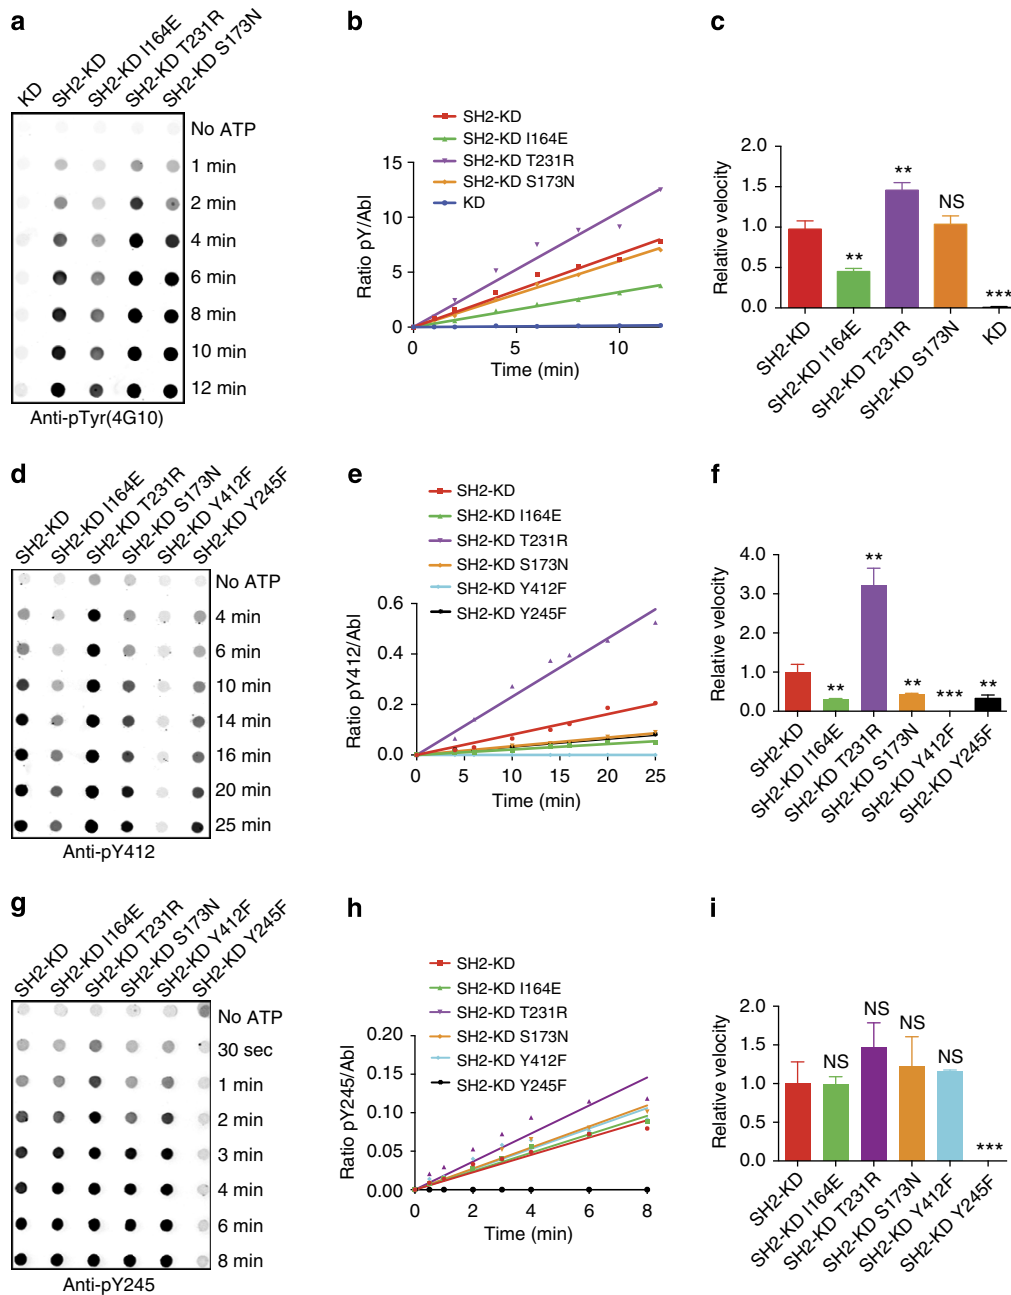 a
KD
SH2-KD
SH2-KD I164E
SH2-KD T231R
SH2-KD S173N
No ATP
1 min
2 min
4 min
6 min
8 min
10 min
12 min
Anti-pTyr(4G10)
b
SH2-KD
SH2-KD I164E
SH2-KD T231R
SH2-KD S173N
KD
Ratio pY/Abl
15
10
5
0
0
5
10
Time (min)
c
Relative velocity
2.0
1.5
1.0
0.5
0.0
**
**
NS
***
SH2-KD
SH2-KD I164E
SH2-KD T231R
SH2-KD S173N
KD
d
SH2-KD
SH2-KD I164E
SH2-KD T231R
SH2-KD S173N
SH2-KD Y412F
SH2-KD Y245F
No ATP
4 min
6 min
10 min
14 min
16 min
20 min
25 min
Anti-pY412
e
SH2-KD
SH2-KD I164E
SH2-KD T231R
SH2-KD S173N
SH2-KD Y412F
SH2-KD Y245F
Ratio pY412/Abl
0.6
0.4
0.2
0.0
0
5
10
15
20
25
Time (min)
f
Relative velocity
4.0
3.0
2.0
1.0
0.0
**
**
**
***
**
SH2-KD
SH2-KD I164E
SH2-KD T231R
SH2-KD S173N
SH2-KD Y412F
SH2-KD Y245F
g
SH2-KD
SH2-KD I164E
SH2-KD T231R
SH2-KD S173N
SH2-KD Y412F
SH2-KD Y245F
No ATP
30 sec
1 min
2 min
3 min
4 min
6 min
8 min
Anti-pY245
h
SH2-KD
SH2-KD I164E
SH2-KD T231R
SH2-KD S173N
SH2-KD Y412F
SH2-KD Y245F
Ratio pY245/Abl
0.20
0.15
0.10
0.05
0.00
0
2
4
6
8
Time (min)
i
Relative velocity
2.0
1.5
1.0
0.5
0.0
NS
NS
NS
NS
***
SH2-KD
SH2-KD I164E
SH2-KD T231R
SH2-KD S173N
SH2-KD Y412F
SH2-KD Y245F